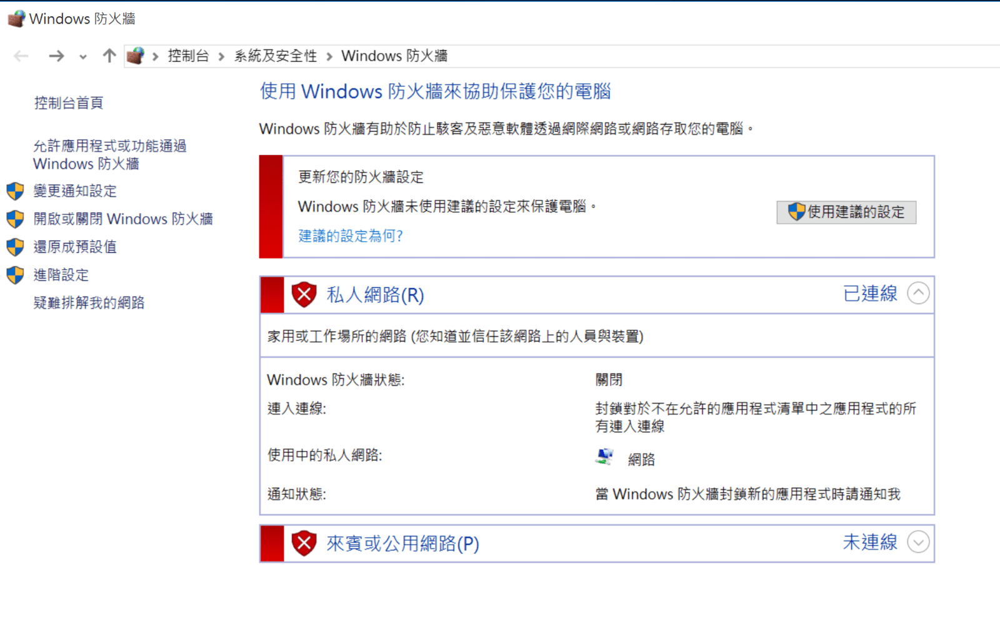 Windows 防火牆
控制台 > 系統及安全性 > Windows 防火牆
控制台首頁
允許應用程式或功能通過
Windows 防火牆
變更通知設定
開啟或關閉 Windows 防火牆
還原成預設值
進階設定
疑難排解我的網路
使用 Windows 防火牆來協助保護您的電腦
Windows 防火牆有助於防止駭客及惡意軟體透過網際網路或網路存取您的電腦。
更新您的防火牆設定
Windows 防火牆未使用建議的設定來保護電腦。
使用建議的設定
建議的設定為何?
私人網路(R) 已連線
家用或工作場所的網路 (您知道並信任該網路上的人員與裝置)
Windows 防火牆狀態: 關閉
連入連線: 封鎖對於不在允許的應用程式清單中之應用程式的所
有連入連線
使用中的私人網路: 網路
通知狀態: 當 Windows 防火牆封鎖新的應用程式時請通知我
來賓或公用網路(P) 未連線